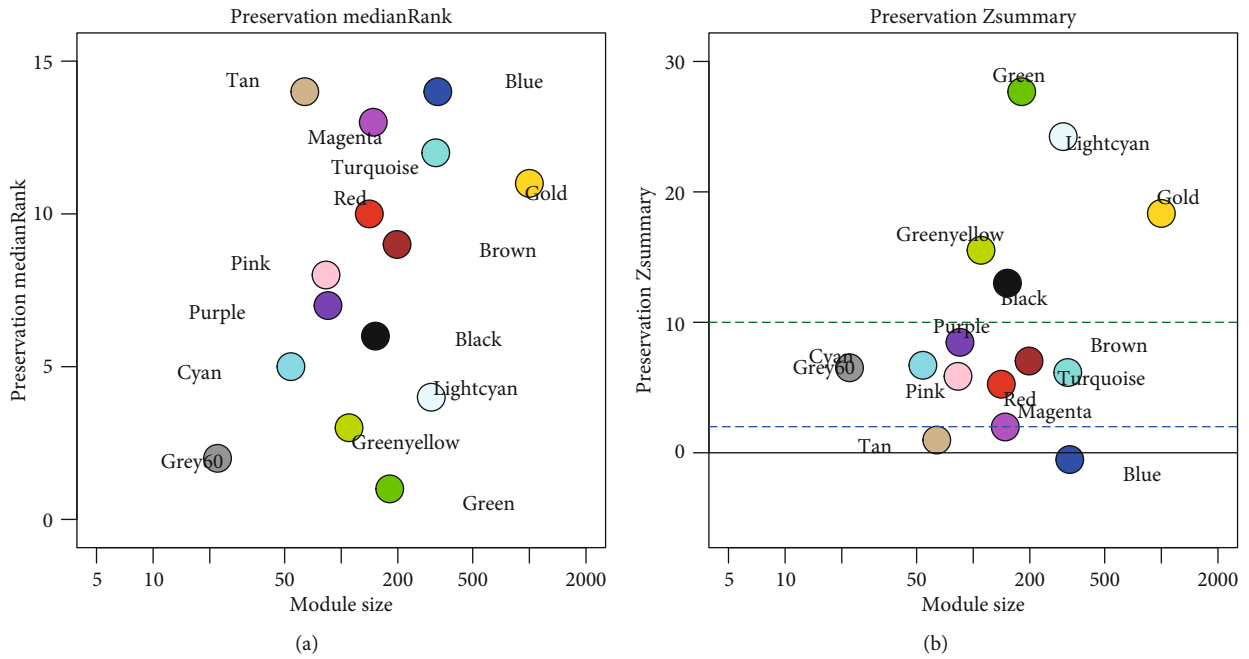 Preservation medianRank
15
10
5
0
Preservation medianRank
Tan
Blue
Magenta
Turquoise
Red
Gold
Brown
Pink
Purple
Black
Cyan
Lightcyan
Greenyellow
Grey60
Green
5 10 50 200 500 2000
Module size
(a)
Preservation Zsummary
30
20
10
0
Preservation Zsummary
Green
Lightcyan
Gold
Greenyellow
Black
Purple
Brown
Cyan
Grey60
Turquoise
Pink
Red
Magenta
Tan
Blue
5 10 50 200 500 2000
Module size
(b)